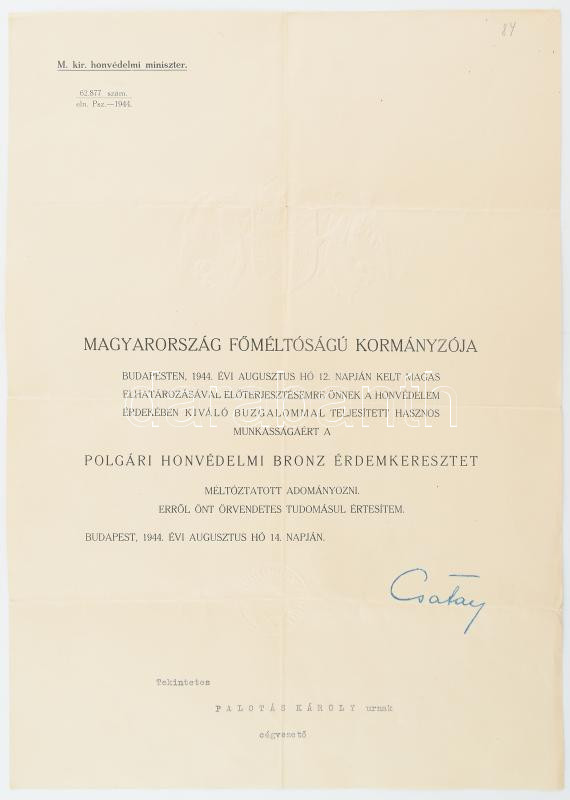 84
M. kir. honvédelmi miniszter.
62.877 szám.
eln. Psz.—1944.
MAGYARORSZÁG FŐMÉLTÓSÁGÚ KORMÁNYZÓJA
BUDAPESTEN, 1944. ÉVI AUGUSZTUS HÓ 12. NAPJÁN KELT MAGAS
ELHATÁROZÁSÁVAL ELŐTERJESZTÉSEMRE ÖNNEK A HONVÉDELEM
ÉRDEKÉBEN KIVÁLÓ BUZGALOMMAL TELJESÍTETT HASZNOS
MUNKÁSSÁGÁÉRT A
darabanth
POLGÁRI HONVÉDELMI BRONZ ÉRDEMKERESZTET
MÉLTÓZTATOTT ADOMÁNYOZNI.
ERRŐL ÖNT ÖRVENDETES TUDOMÁSUL ÉRTESÍTEM.
BUDAPEST, 1944. ÉVI AUGUSZTUS HÓ 14. NAPJÁN.
Csatay
Tekintetes
PALOTÁS KÁROLY urnak
cégvezető